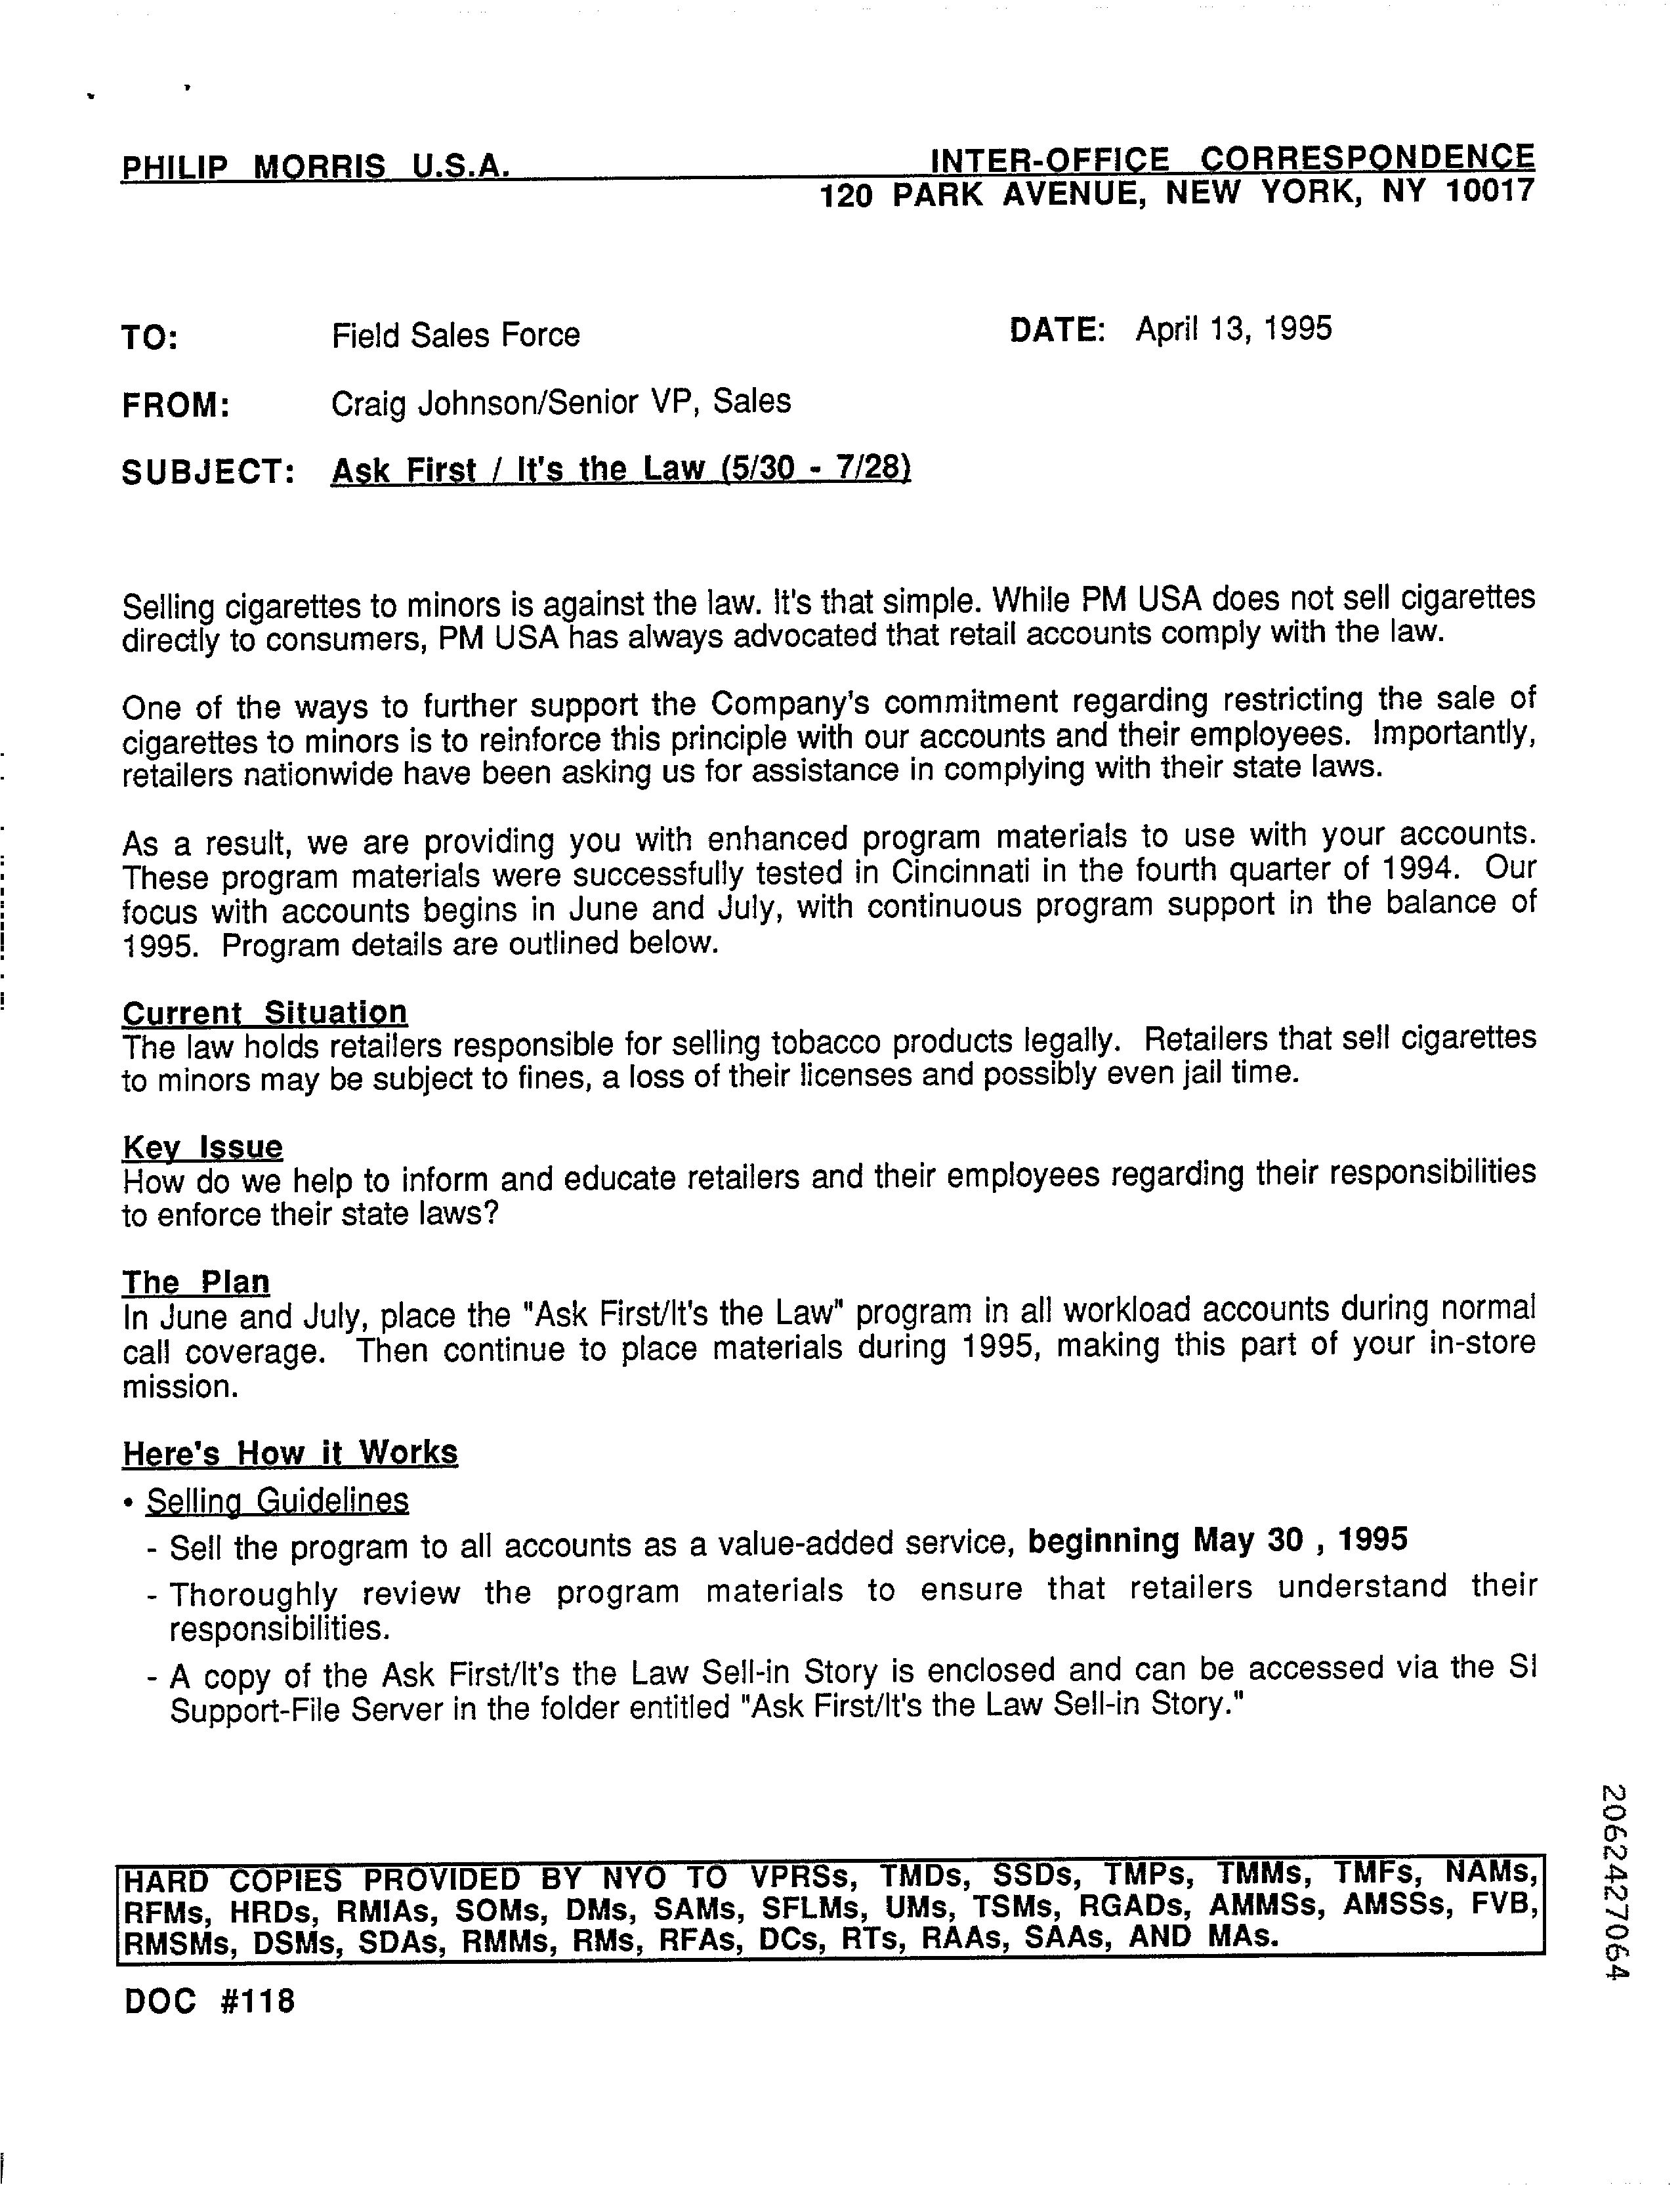 PHILIP MORRIS U.S.A.
INTER-OFFICE CORRESPONDENCE
120 PARK AVENUE, NEW YORK, NY 10017
TO: Field Sales Force
DATE: April 13, 1995
FROM: Craig Johnson/Senior VP, Sales
SUBJECT: Ask First / It's the Law (5/30 - 7/28)
Selling cigarettes to minors is against the law. It's that simple. While PM USA does not sell cigarettes
directly to consumers, PM USA has always advocated that retail accounts comply with the law.
One of the ways to further support the Company's commitment regarding restricting the sale of
cigarettes to minors is to reinforce this principle with our accounts and their employees. Importantly,
retailers nationwide have been asking us for assistance in complying with their state laws.
As a result, we are providing you with enhanced program materials to use with your accounts.
These program materials were successfully tested in Cincinnati in the fourth quarter of 1994. Our
focus with accounts begins in June and July, with continuous program support in the balance of
1995. Program details are outlined below.
Current Situation
The law holds retailers responsible for selling tobacco products legally. Retailers that sell cigarettes
to minors may be subject to fines, a loss of their licenses and possibly even jail time.
Key Issue
How do we help to inform and educate retailers and their employees regarding their responsibilities
to enforce their state laws?
The Plan
In June and July, place the "Ask First/It's the Law" program in all workload accounts during normal
call coverage. Then continue to place materials during 1995, making this part of your in-store
mission.
Here's How it Works
• Selling Guidelines
- Sell the program to all accounts as a value-added service, beginning May 30 , 1995
- Thoroughly review the program materials to ensure that retailers understand their
responsibilities.
- A copy of the Ask First/It's the Law Sell-in Story is enclosed and can be accessed via the SI
Support-File Server in the folder entitled "Ask First/It's the Law Sell-in Story."
HARD COPIES PROVIDED BY NYO TO VPRSs, TMDs, SSDs, TMPs, TMMs, TMFs, NAMs,
RFMs, HRDs, RMIAs, SOMs, DMs, SAMs, SFLMs, UMs, TSMs, RGADs, AMMSs, AMSSs, FVB,
RMSMs, DSMs, SDAs, RMMs, RMs, RFAs, DCs, RTs, RAAs, SAAs, AND MAs.
DOC #118
2062427064